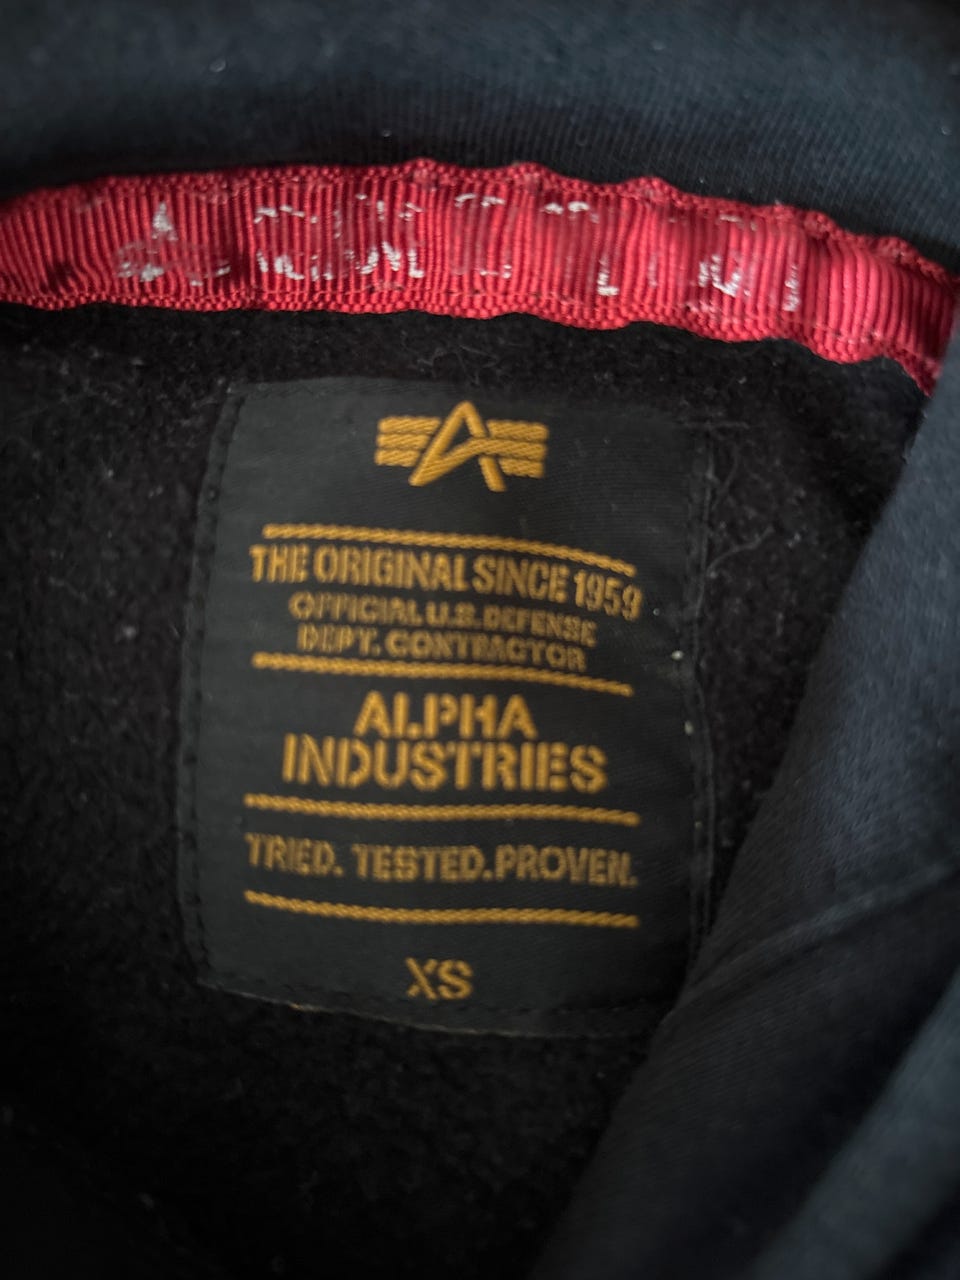 THE ORIGINAL SINCE 1959
OFFICIAL U.S. DEFENSE
DEPT. CONTRACTOR
ALPHA
INDUSTRIES
TRIED. TESTED.PROVEN.
XS